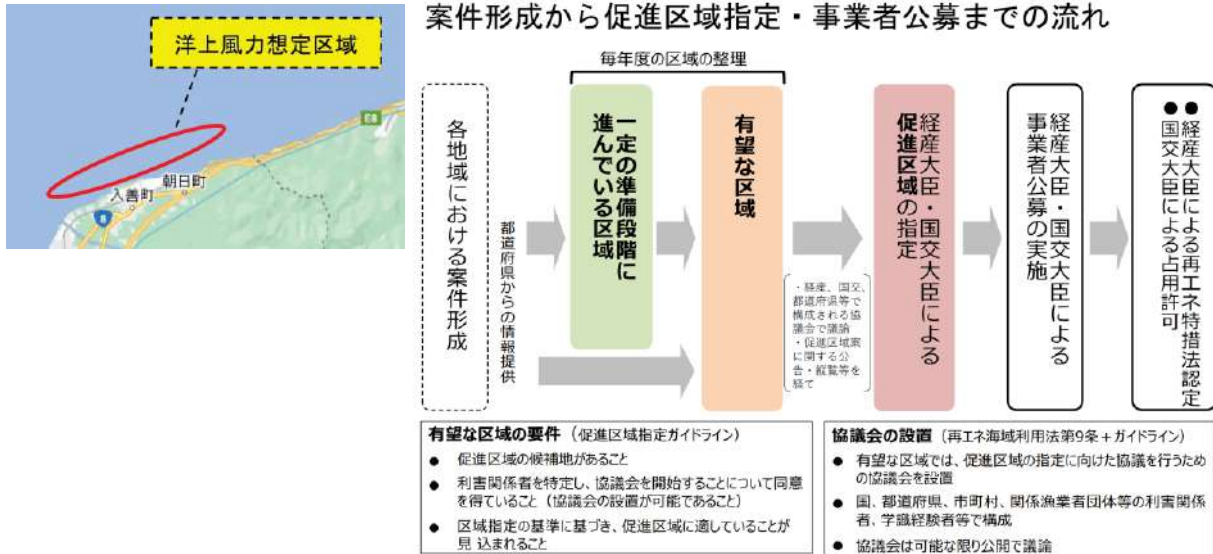 洋上風力想定区域
E8
朝日町
入善町
8
案件形成から促進区域指定・事業者公募までの流れ
毎年度の区域の整理
各地域における案件形成
都道府県からの情報提供
一定の準備段階に
進んでいる区域
有望な区域
・経産、国交、
都道府県等で
構成される協
議会で議論
・促進区域案
に関する公
告・縦覧等を
経て
経産大臣・国交大臣による
促進区域の指定
経産大臣・国交大臣による
事業者公募の実施
●経産大臣による再エネ特措法認定
●国交大臣による占用許可
有望な区域の要件（促進区域指定ガイドライン）
● 促進区域の候補地があること
● 利害関係者を特定し、協議会を開始することについて同意
を得ていること（協議会の設置が可能であること）
● 区域指定の基準に基づき、促進区域に適していることが
見 込まれること
協議会の設置（再エネ海域利用法第9条＋ガイドライン）
● 有望な区域では、促進区域の指定に向けた協議を行うため
の協議会を設置
● 国、都道府県、市町村、関係漁業者団体等の利害関係
者、学識経験者等で構成
● 協議会は可能な限り公開で議論